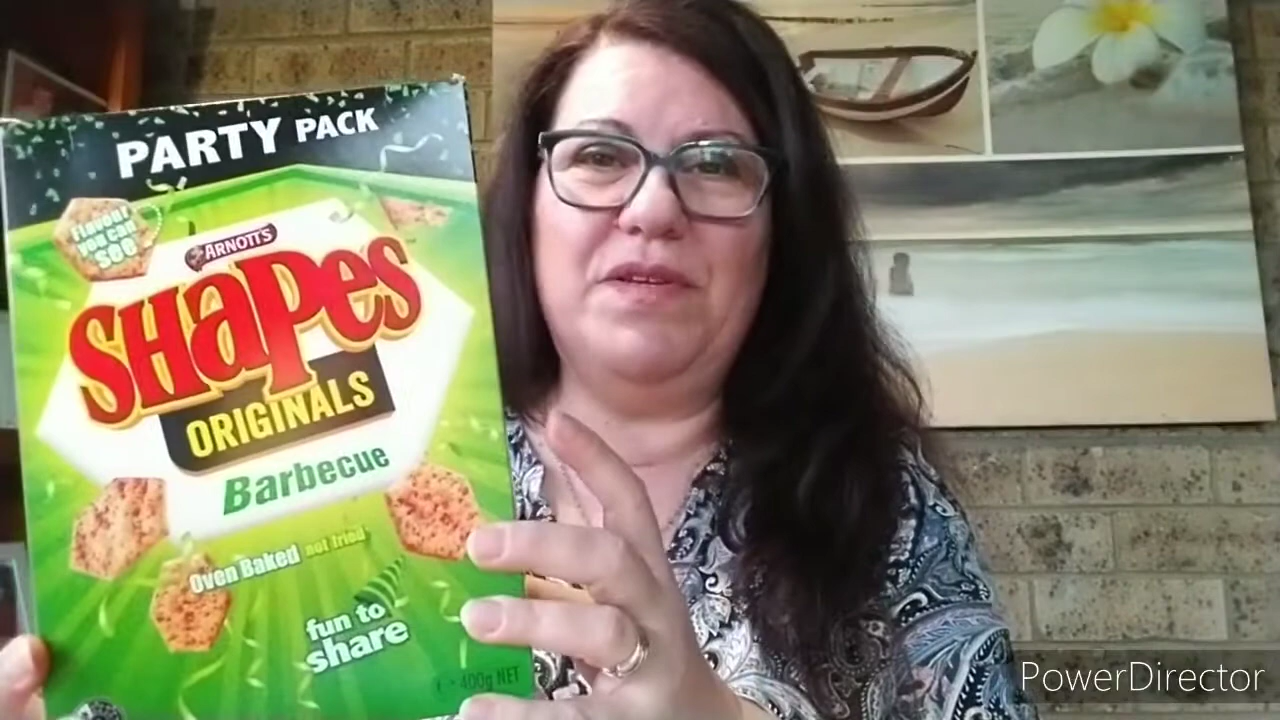 PARTY PACK
Flavour
you can
see
ARNOTT'S
SHaPes
ORIGINALS
Barbecue
Oven Baked not fried
fun to
share
400g NET
PowerDirector